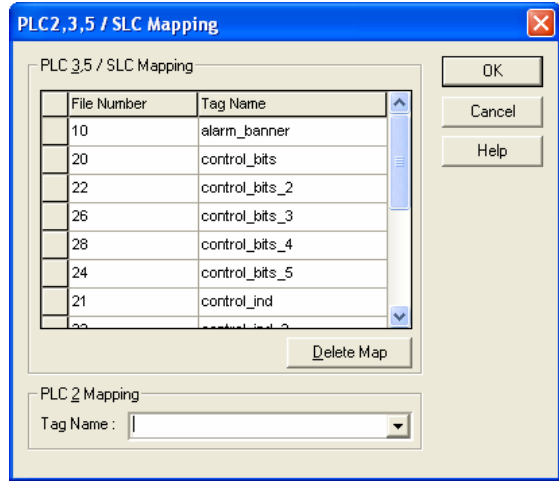 PLC2,3,5 / SLC Mapping
PLC 3,5 / SLC Mapping
OK
File Number Tag Name
Cancel
10 alarm_banner
20 control_bits
Help
22 control_bits_2
26 control_bits_3
28 control_bits_4
24 control_bits_5
21 control_ind
Delete Map
PLC 2 Mapping
Tag Name :